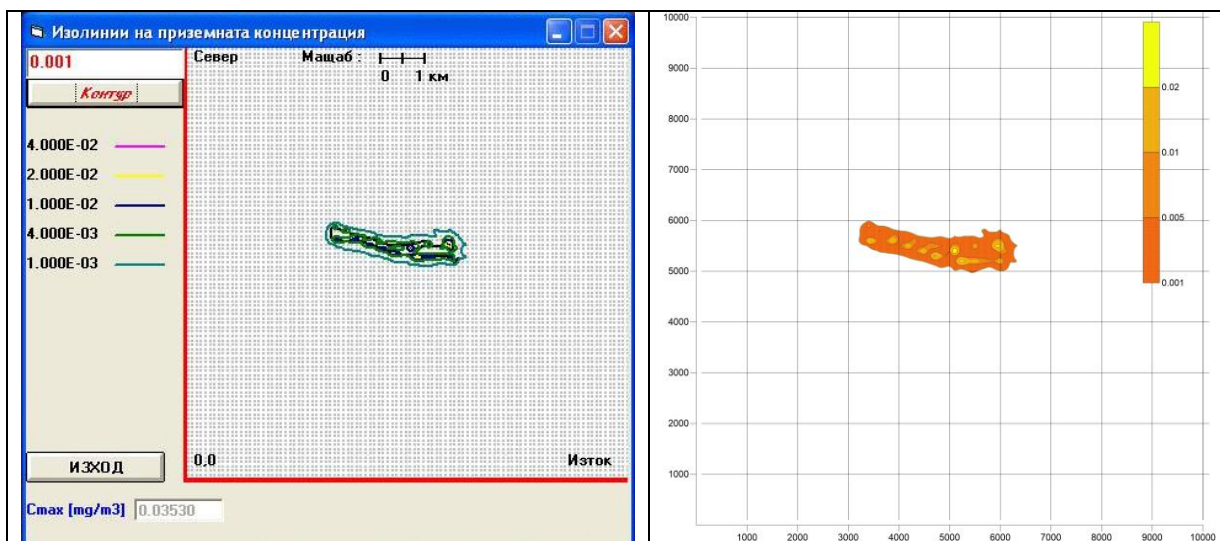 Изолинии на приземната концентрация
0.001
Контур
4.000E-02
2.000E-02
1.000E-02
4.000E-03
1.000E-03
Север
Мащаб :
0 1 км
0,0
Изток
ИЗХОД
Cmax [mg/m3] 0.03530
10000
9000
8000
7000
6000
5000
4000
3000
2000
1000
0.02
0.01
0.005
0.001
1000 2000 3000 4000 5000 6000 7000 8000 9000 10000